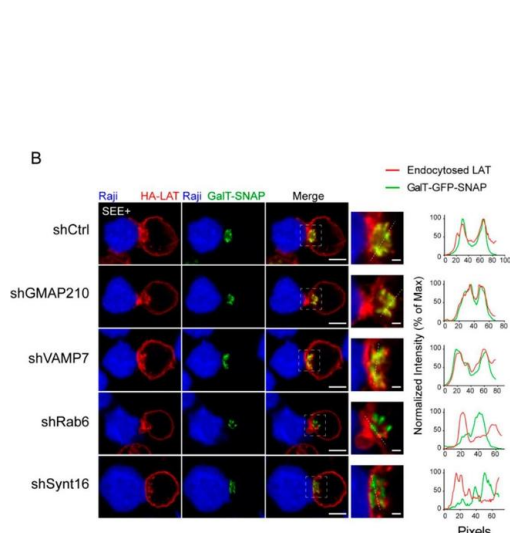 B
Endocytosed LAT
GalT-GFP-SNAP
Raji HA-LAT Raji GalT-SNAP Merge
SEE+
shCtrl
shGMAP210
shVAMP7
shRab6
shSynt16
Normalized Intensity (% of Max)
100
50
0
0 20 40 60 80 100
100
50
0
0 20 40 60 80
100
50
0
0 20 40 60 80
100
50
0
0 20 40 60
100
50
0
0 20 40 60
Pixels